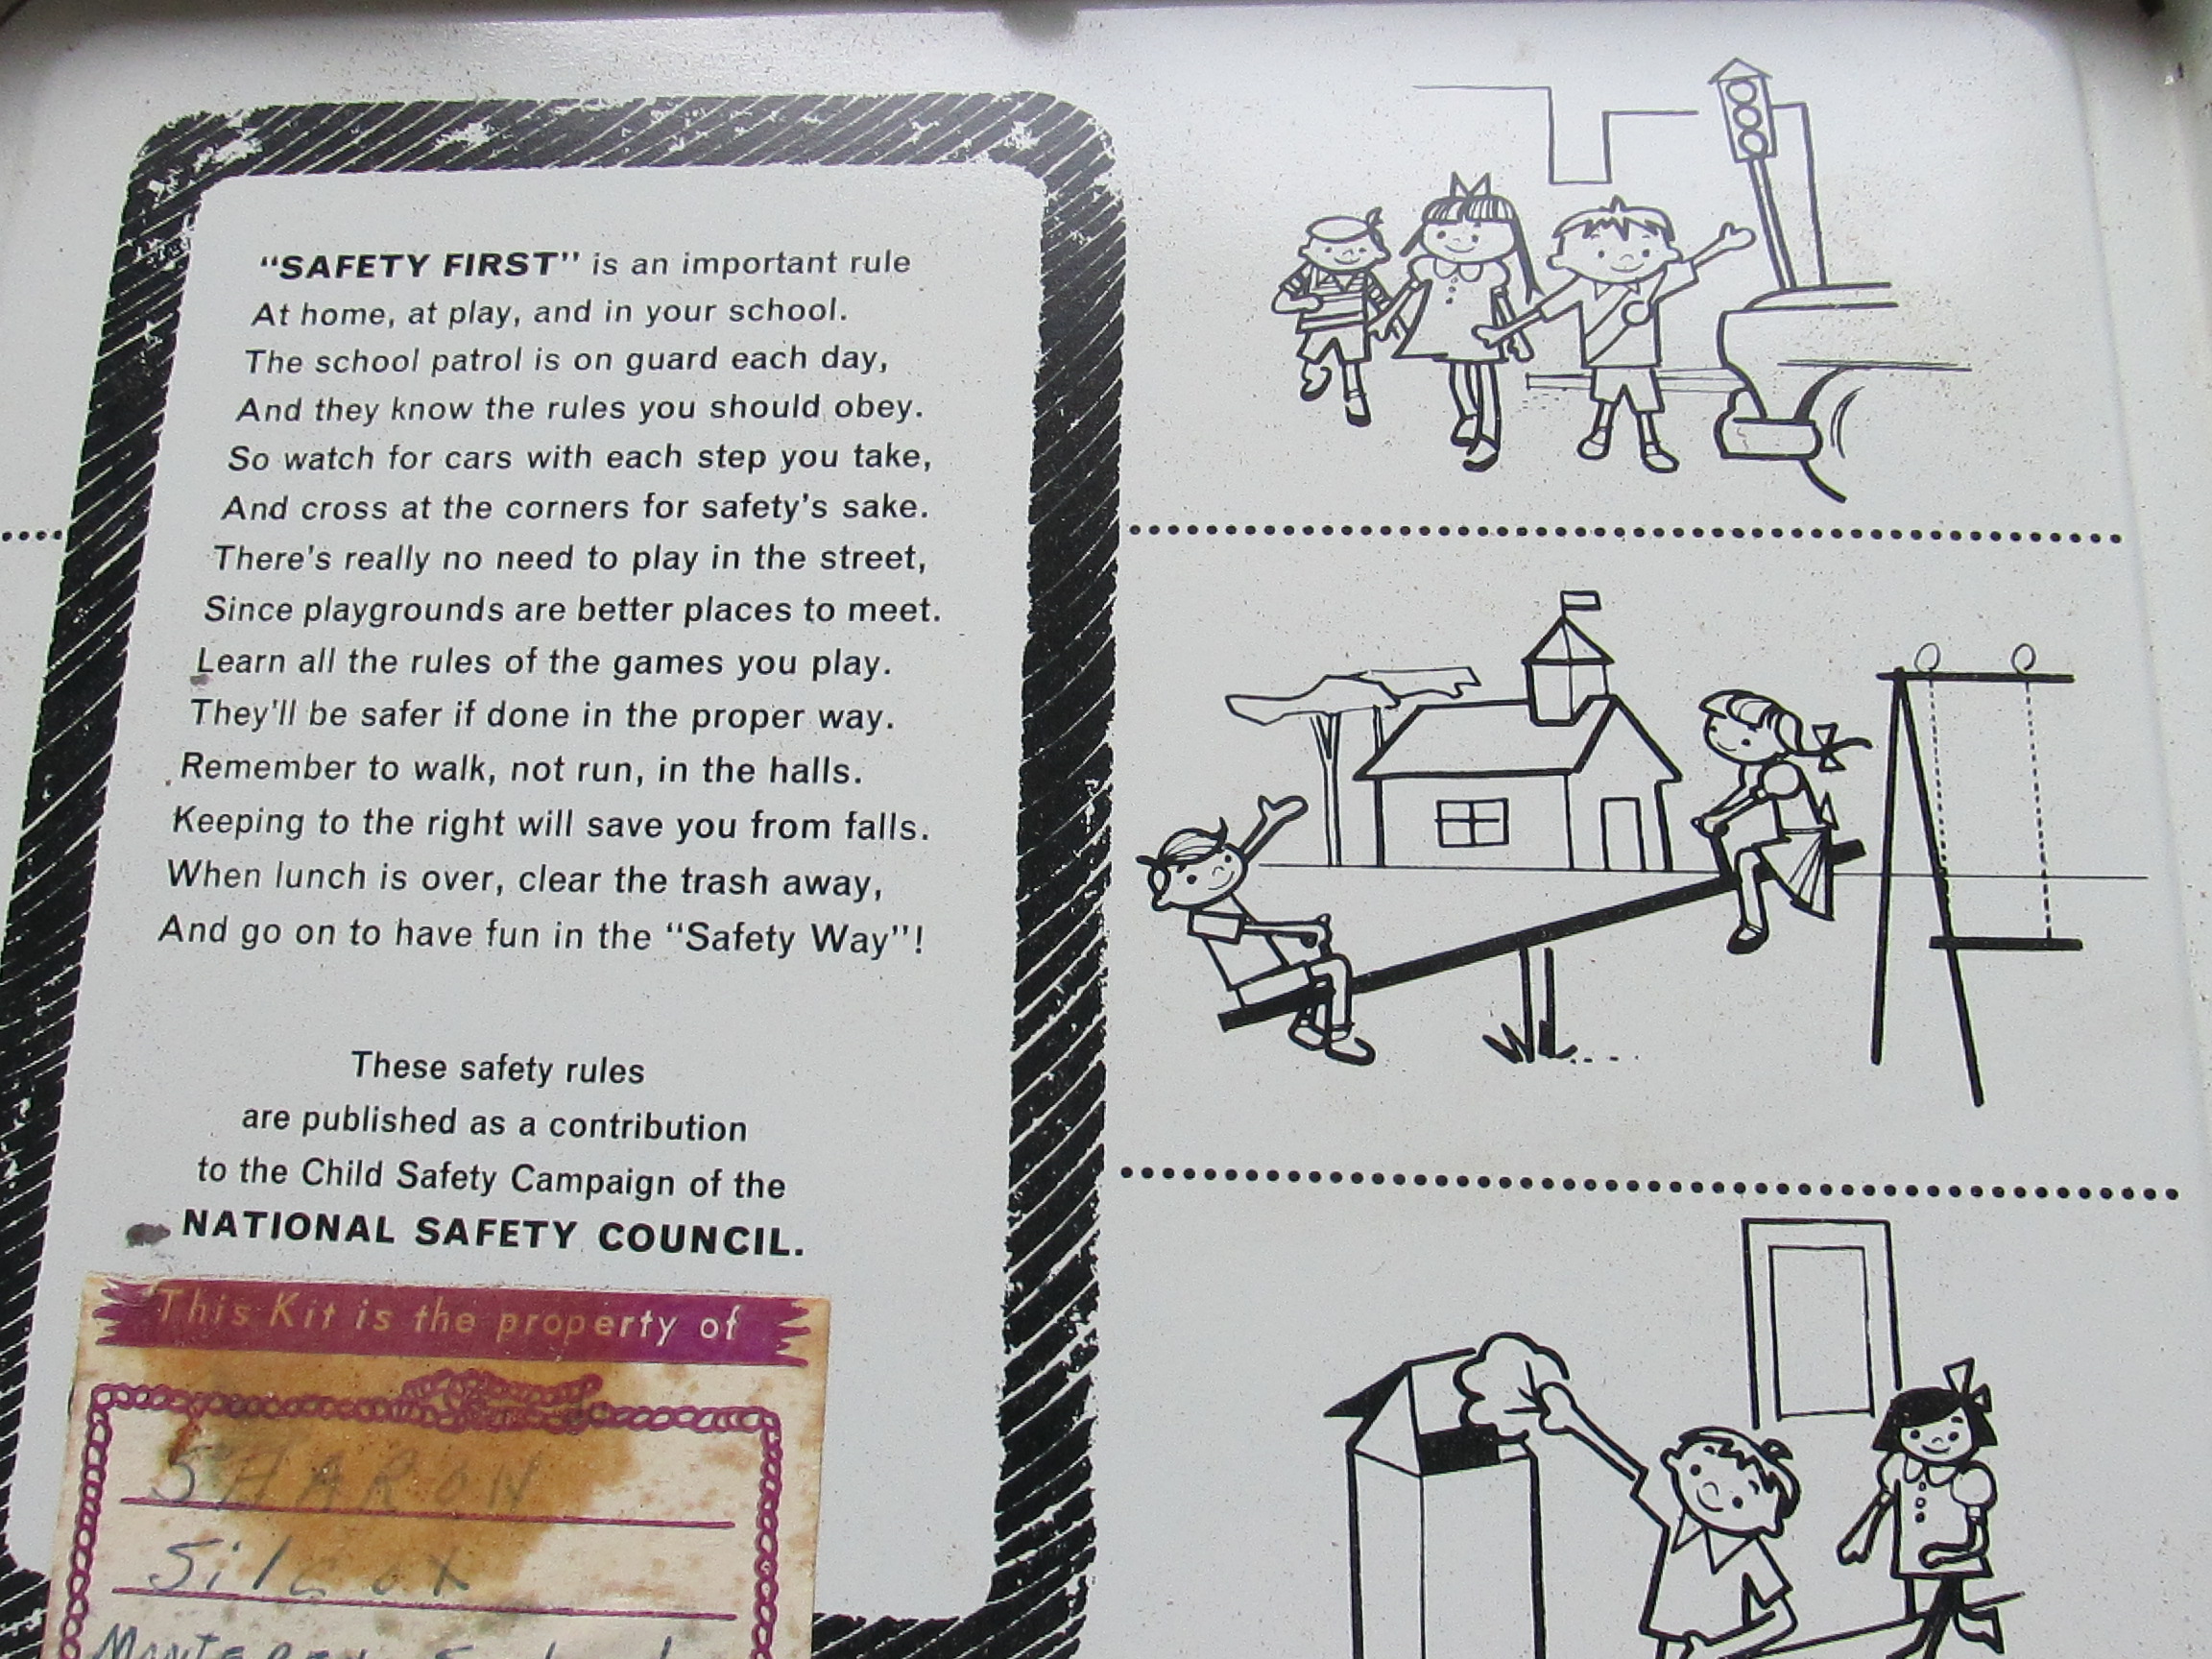 “SAFETY FIRST” is an important rule
At home, at play, and in your school.
The school patrol is on guard each day,
And they know the rules you should obey.
So watch for cars with each step you take,
And cross at the corners for safety's sake.
There's really no need to play in the street,
Since playgrounds are better places to meet.
Learn all the rules of the games you play.
They'll be safer if done in the proper way.
Remember to walk, not run, in the halls.
Keeping to the right will save you from falls.
When lunch is over, clear the trash away,
And go on to have fun in the “Safety Way”!
These safety rules
are published as a contribution
to the Child Safety Campaign of the
NATIONAL SAFETY COUNCIL.
This Kit is the property of
SHARON
Silcox